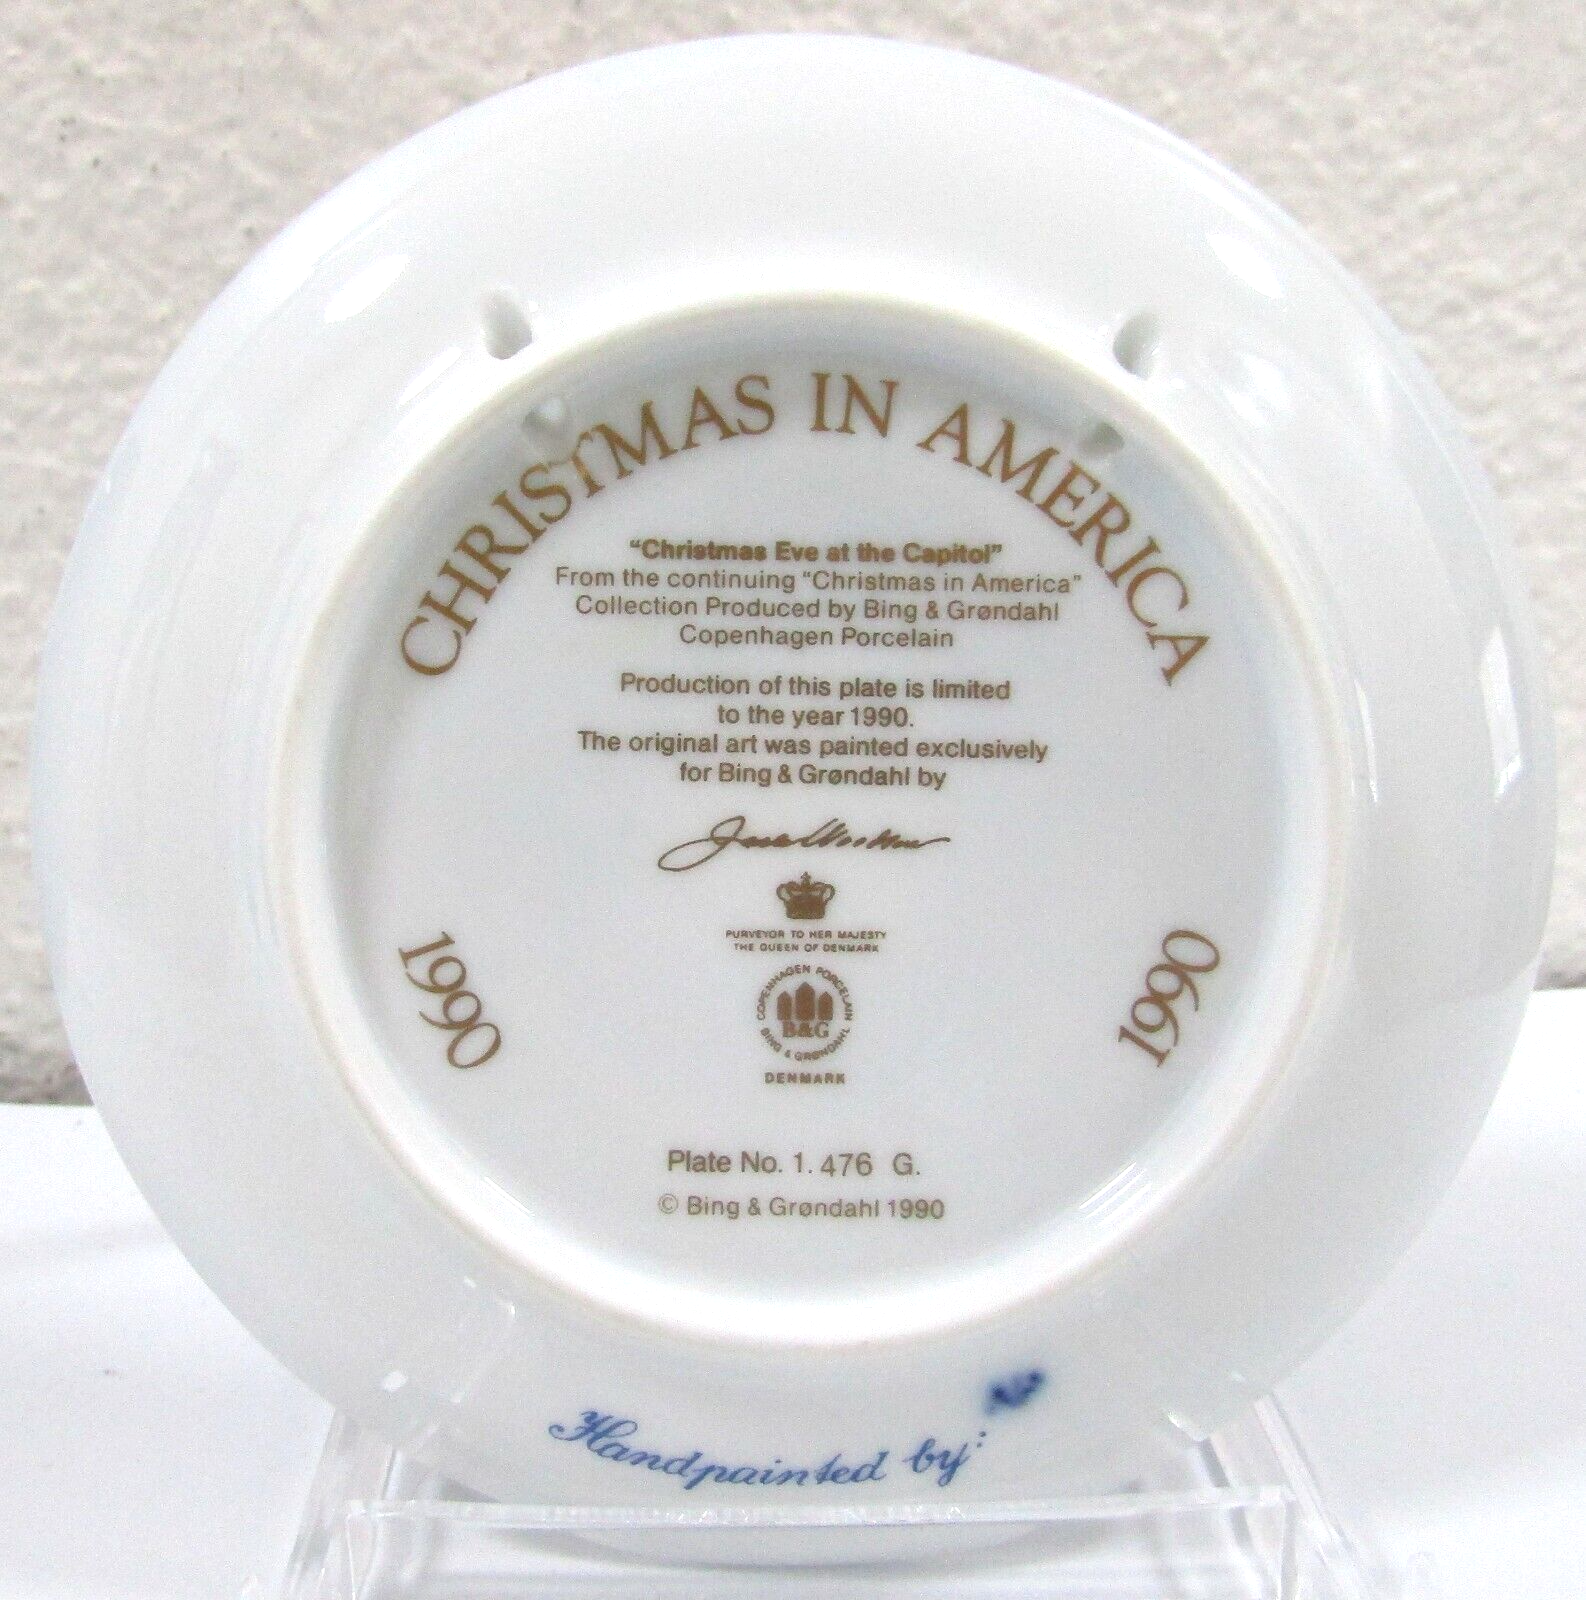 CHRISTMAS IN AMERICA
“Christmas Eve at the Capitol”
From the continuing “Christmas in America”
Collection Produced by Bing & Grøndahl
Copenhagen Porcelain
Production of this plate is limited
to the year 1990.
The original art was painted exclusively
for Bing & Grøndahl by
PURVEYOR TO HER MAJESTY
THE QUEEN OF DENMARK
1990
1990
COPENHAGEN PORCELAIN
B&G
BING & GRØNDAHL
DENMARK
Plate No. 1. 476 G.
© Bing & Grøndahl 1990
Handpainted by: